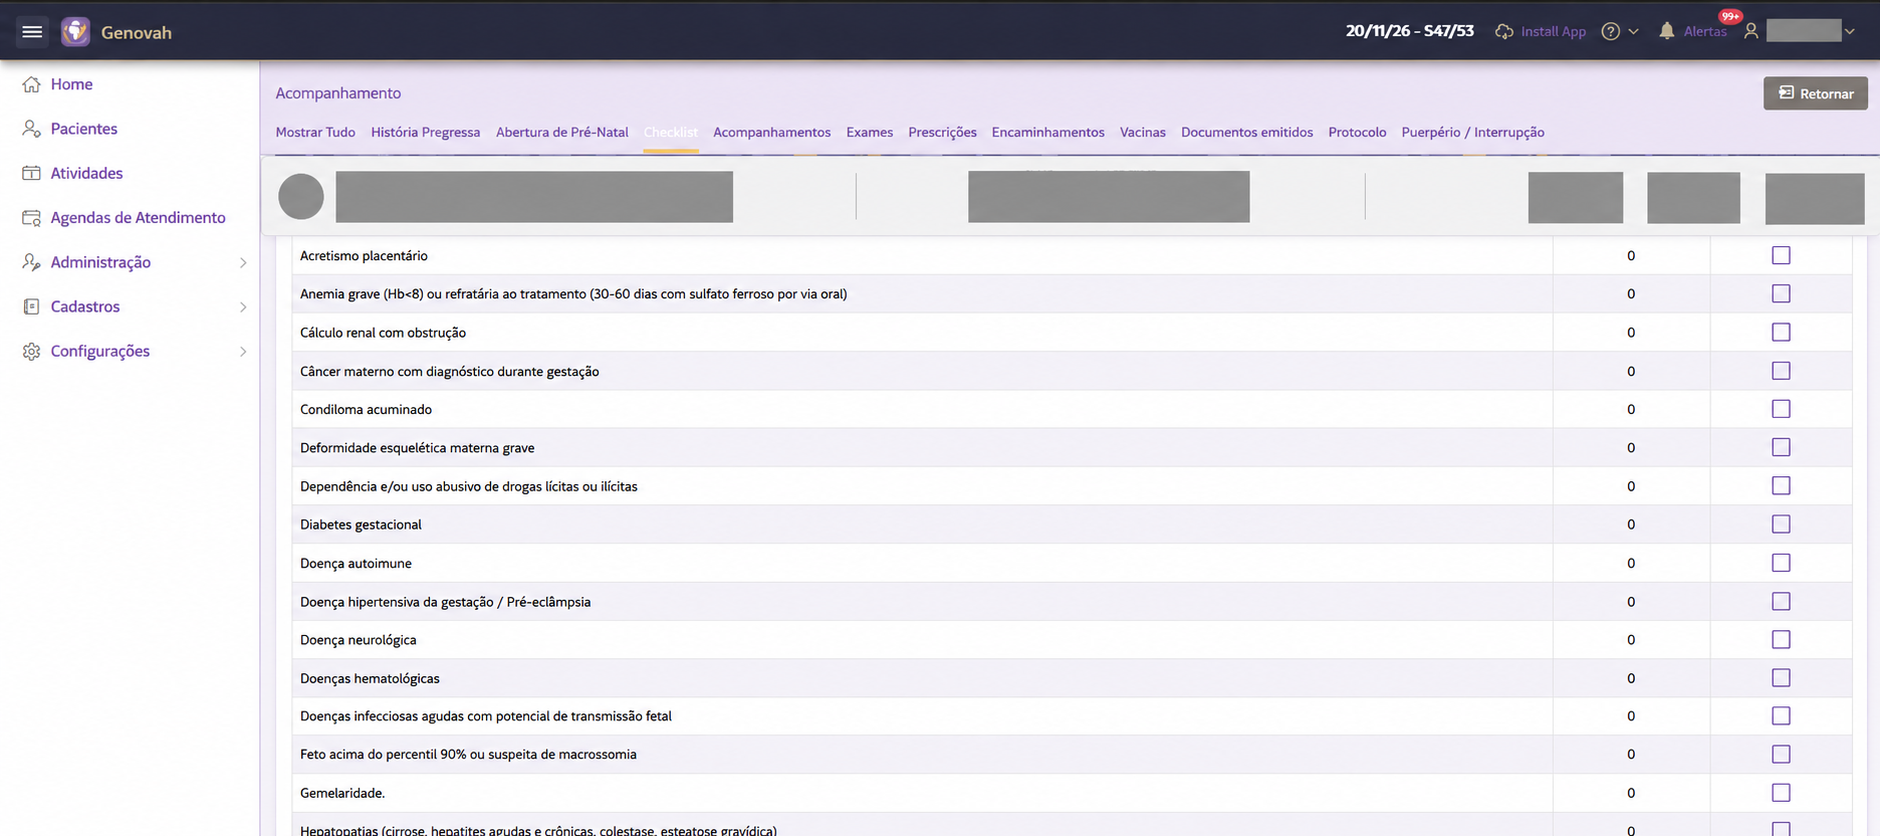 Genovah
20/11/26 - S47/53
Install App
?
99+
Alertas
Home
Pacientes
Atividades
Agendas de Atendimento
Administração
Cadastros
Configurações
Acompanhamento
Retornar
Mostrar Tudo História Pregressa Abertura de Pré-Natal Checklist Acompanhamentos Exames Prescrições Encaminhamentos Vacinas Documentos emitidos Protocolo Puerpério / Interrupção
Acretismo placentário 0
Anemia grave (Hb<8) ou refratária ao tratamento (30-60 dias com sulfato ferroso por via oral) 0
Cálculo renal com obstrução 0
Câncer materno com diagnóstico durante gestação 0
Condiloma acuminado 0
Deformidade esquelética materna grave 0
Dependência e/ou uso abusivo de drogas lícitas ou ilícitas 0
Diabetes gestacional 0
Doença autoimune 0
Doença hipertensiva da gestação / Pré-eclâmpsia 0
Doença neurológica 0
Doenças hematológicas 0
Doenças infecciosas agudas com potencial de transmissão fetal 0
Feto acima do percentil 90% ou suspeita de macrossomia 0
Gemelaridade. 0
Hepatopatias (cirrose, hepatites agudas e crônicas, colestase, esteatose gravídica) 0